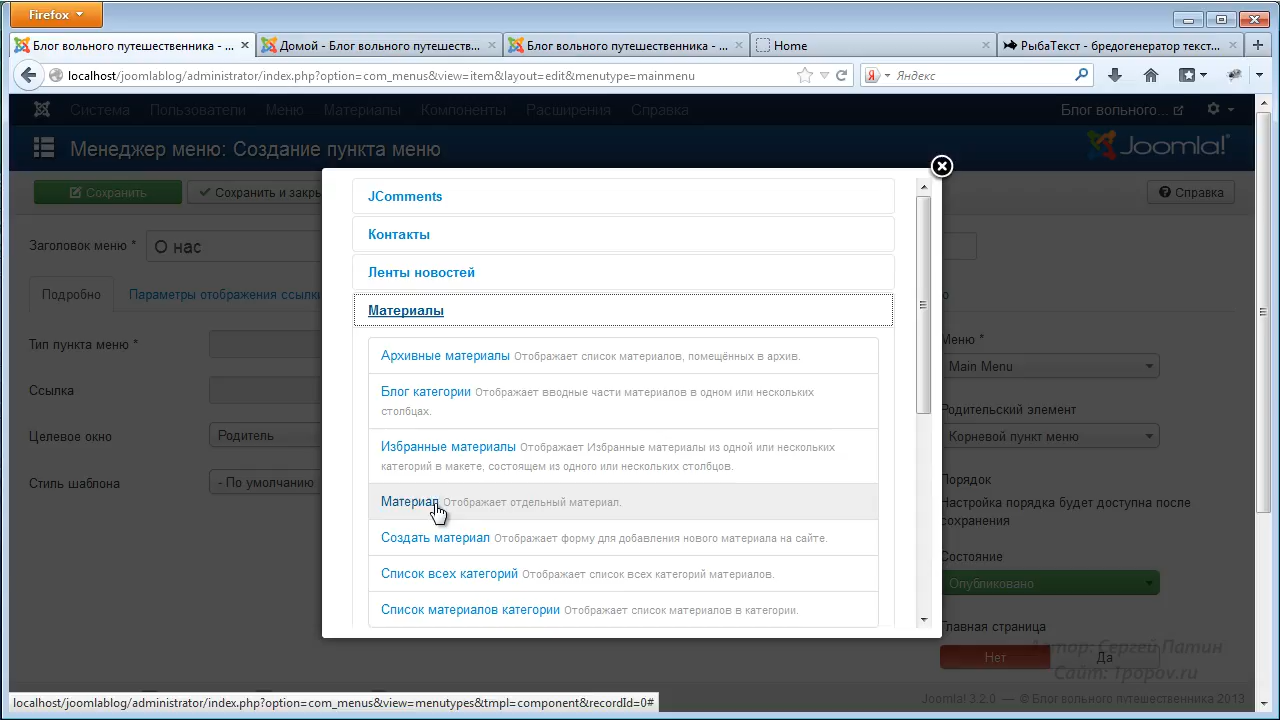 Firefox
Блог вольного путешественника - ...
Домой - Блог вольного путешеств...
Блог вольного путешественника - ...
Home
РыбаТекст - бредогенератор текст...
localhost/joomlablog/administrator/index.php?option=com_menus&view=item&layout=edit&menutype=mainmenu
Яндекс
Система Пользователи Меню Материалы Компоненты Расширения Справка
Блог вольного...
Менеджер меню: Создание пункта меню
Joomla!
Сохранить
Сохранить и закры
Справка
Заголовок меню * О нас
Подробно
Параметры отображения ссылки
Тип пункта меню *
Ссылка
Целевое окно Родитель
Стиль шаблона - По умолчанию
JComments
Контакты
Ленты новостей
Материалы
Архивные материалы Отображает список материалов, помещённых в архив.
Блог категории Отображает вводные части материалов в одном или нескольких
столбцах.
Избранные материалы Отображает Избранные материалы из одной или нескольких
категорий в макете, состоящем из одного или нескольких столбцов.
Материал Отображает отдельный материал.
Создать материал Отображает форму для добавления нового материала на сайте.
Список всех категорий Отображает список всех категорий материалов.
Список материалов категории Отображает список материалов в категории.
Меню *
Main Menu
Родительский элемент
Корневой пункт меню
Порядок
Настройка порядка будет доступна после
сохранения
Состояние
Опубликовано
Главная страница
Нет
Да
Автор: Сергей Патин
Сайт: 1popov.ru
localhost/joomlablog/administrator/index.php?option=com_menus&view=menutypes&tmpl=component&recordId=0#
Joomla! 3.2.0. — © Блог вольного путешественника 2013